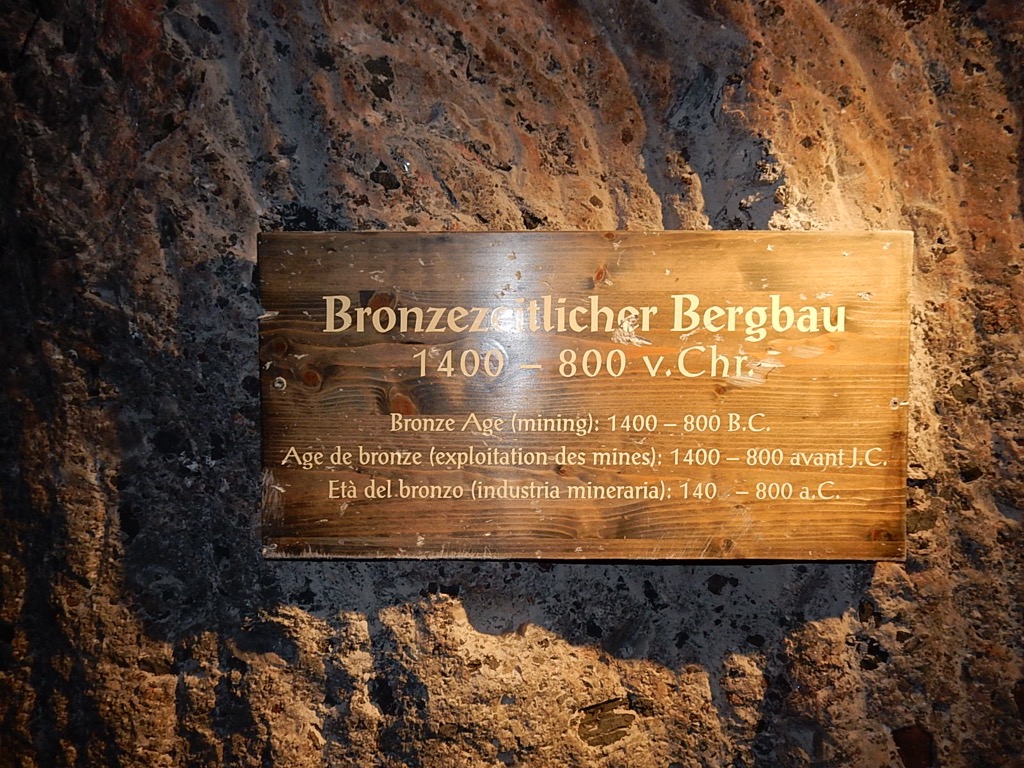 Bronzezeitlicher Bergbau
1400 – 800 v.Chr.
Bronze Age (mining): 1400 – 800 B.C.
Age de bronze (exploitation des mines): 1400 – 800 avant J.C.
Età del bronzo (industria mineraria): 140 – 800 a.C.